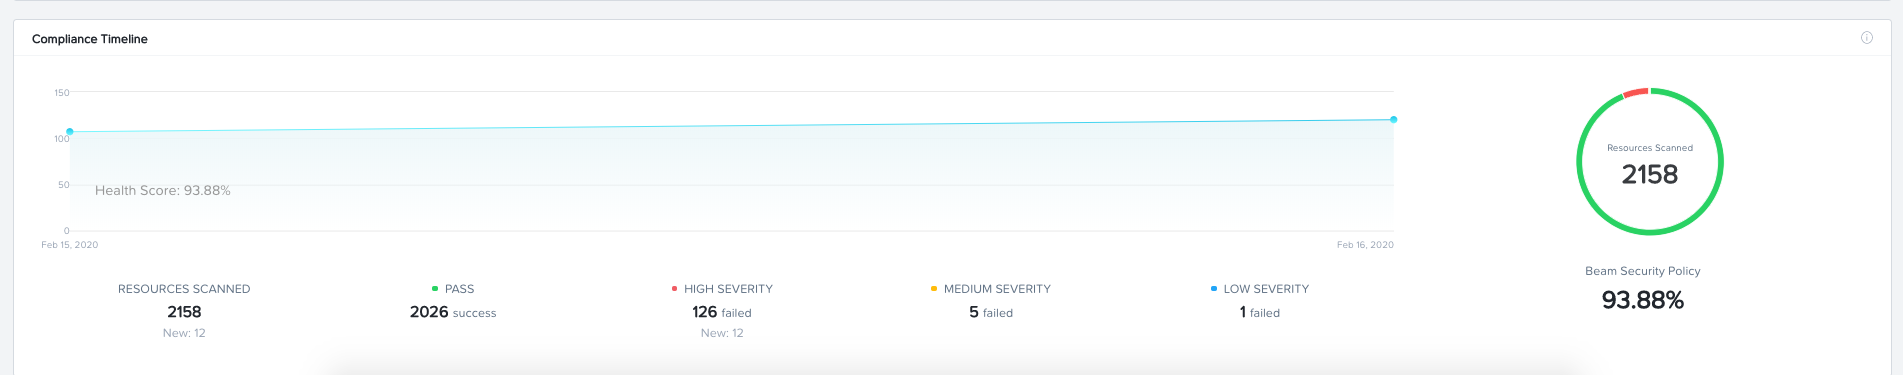 Compliance Timeline
150
100
50
0
Health Score: 93.88%
Feb 15, 2020
Feb 16, 2020
Resources Scanned
2158
Beam Security Policy
93.88%
RESOURCES SCANNED
2158
New: 12
PASS
2026 success
HIGH SEVERITY
126 failed
New: 12
MEDIUM SEVERITY
5 failed
LOW SEVERITY
1 failed